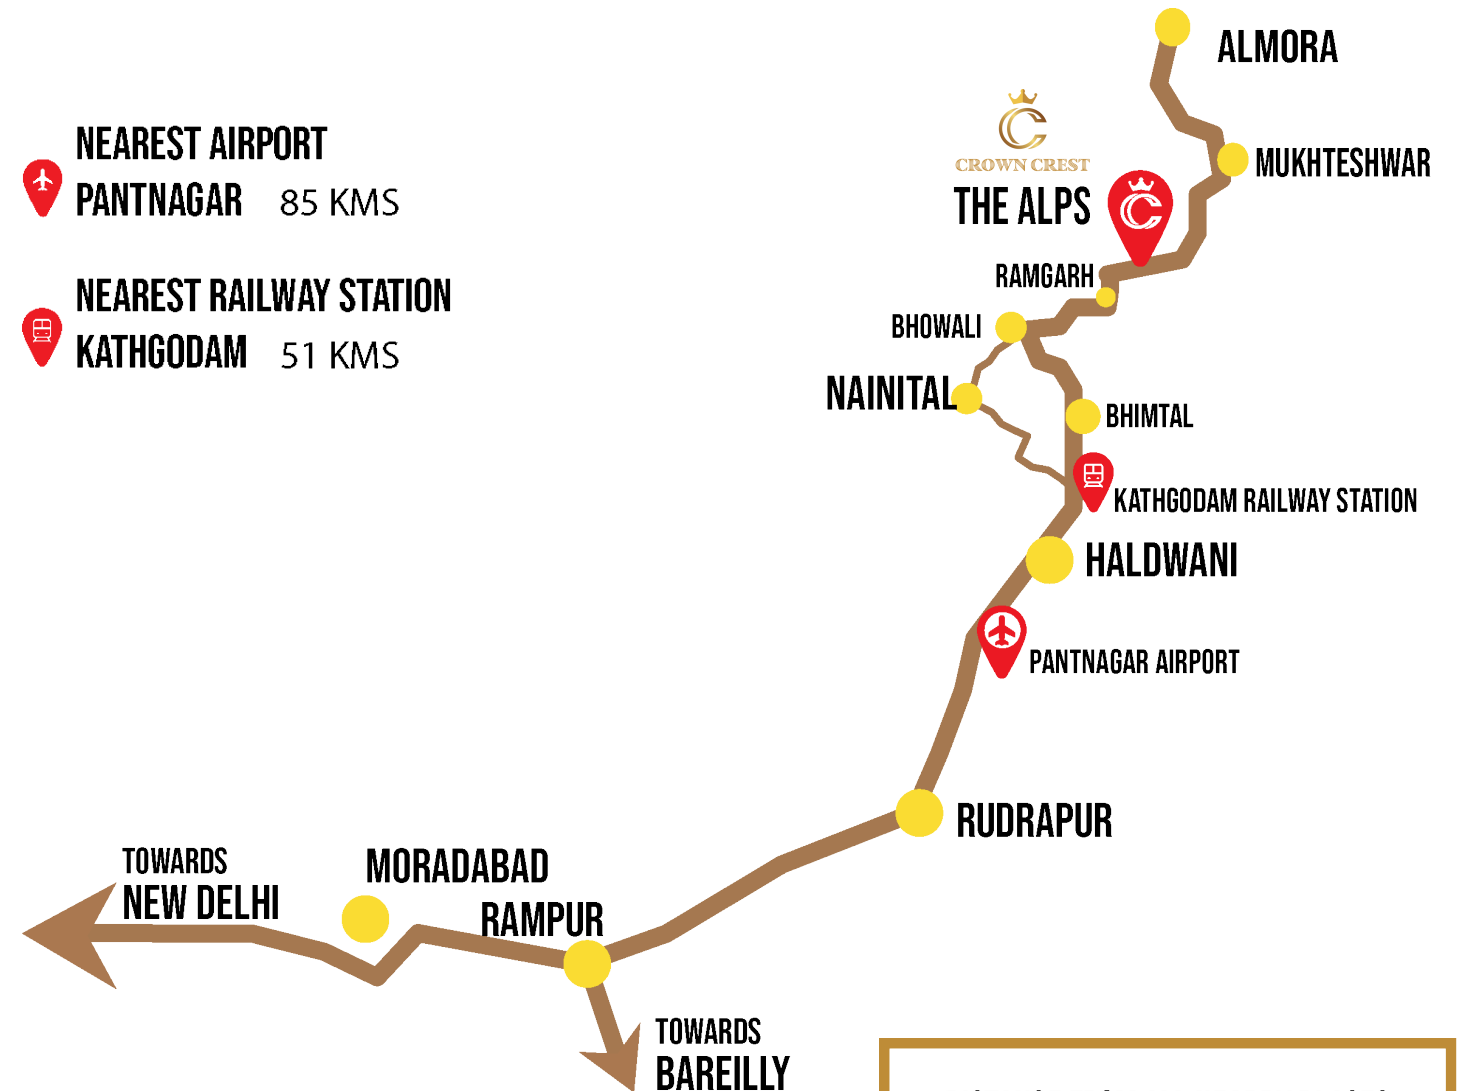 ALMORA
NEAREST AIRPORT
PANTNAGAR 85 KMS
CROWN CREST
THE ALPS
MUKHTESHWAR
RAMGARH
NEAREST RAILWAY STATION
KATHGODAM 51 KMS
BHOWALI
NAINITAL
BHIMTAL
KATHGODAM RAILWAY STATION
HALDWANI
PANTNAGAR AIRPORT
RUDRAPUR
TOWARDS
NEW DELHI
MORADABAD
RAMPUR
TOWARDS
BAREILLY